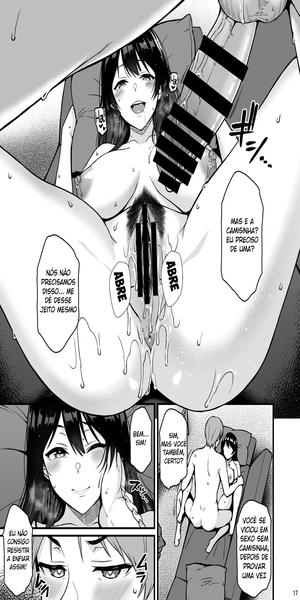 MAS E A
CAMISINHA?
EU PRECISO
DE UMA?
NÓS NÃO
PRECISAMOS
DISSO... ME
DÊ DESSE
JEITO MESMO
ABRE
ABRE
SIM,
MAS VOCÊ
TAMBÉM,
CERTO?
VOCÊ SE
VICIOU EM
SEXO SEM
CAMISINHA,
DEPOIS DE
PROVAR
UMA VEZ
BEM...
SIM!
EU NÃO
CONSIGO
RESISTIR
A ENFIAR
ASSIM!
17